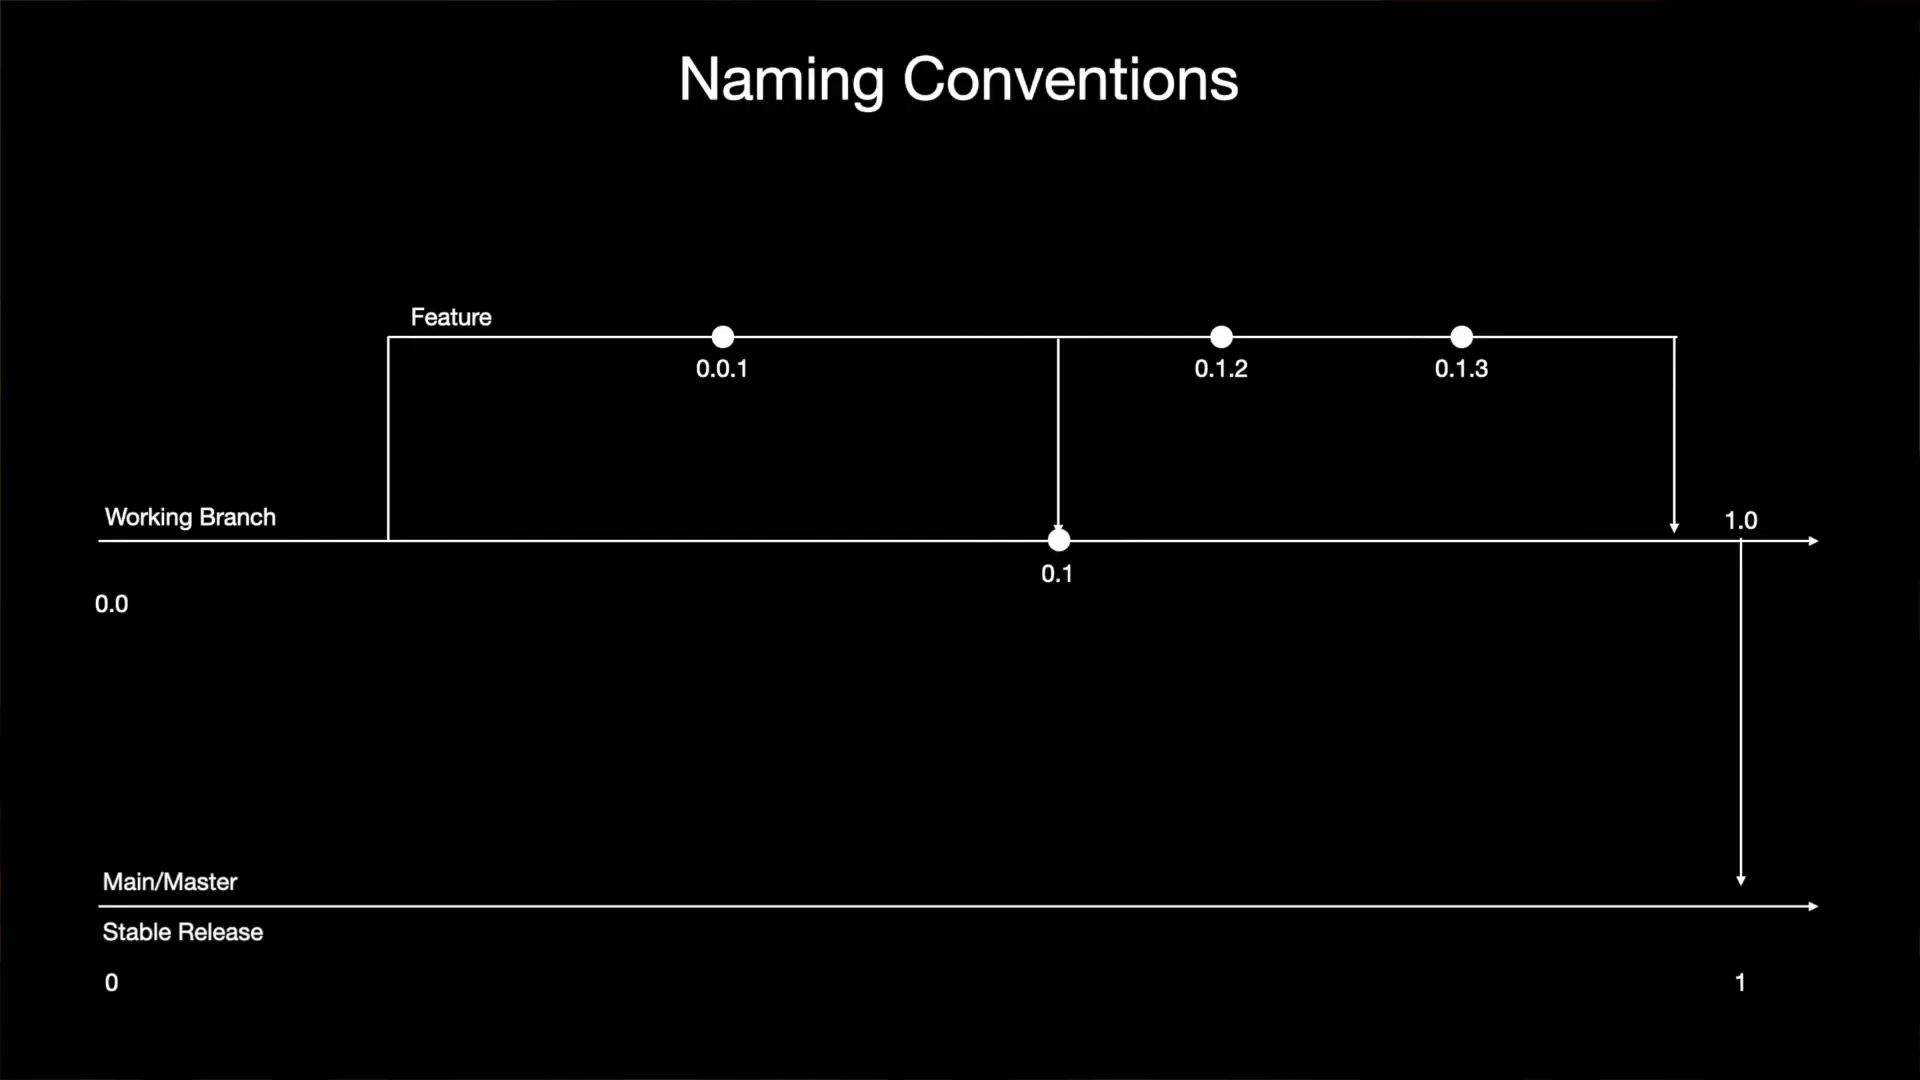 Naming Conventions
Feature
0.0.1
0.1.2
0.1.3
Working Branch
1.0
0.1
0.0
Main/Master
Stable Release
0
1